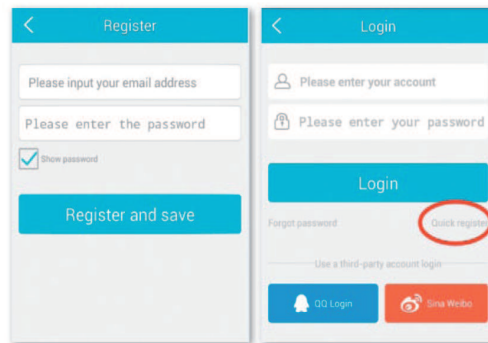 Register
Please input your email address
Please enter the password
Show password
Register and save
Login
Please enter your account
Please enter your password
Login
Forgot password
Quick register
Use a third-party account login
QQ Login
Sina Weibo